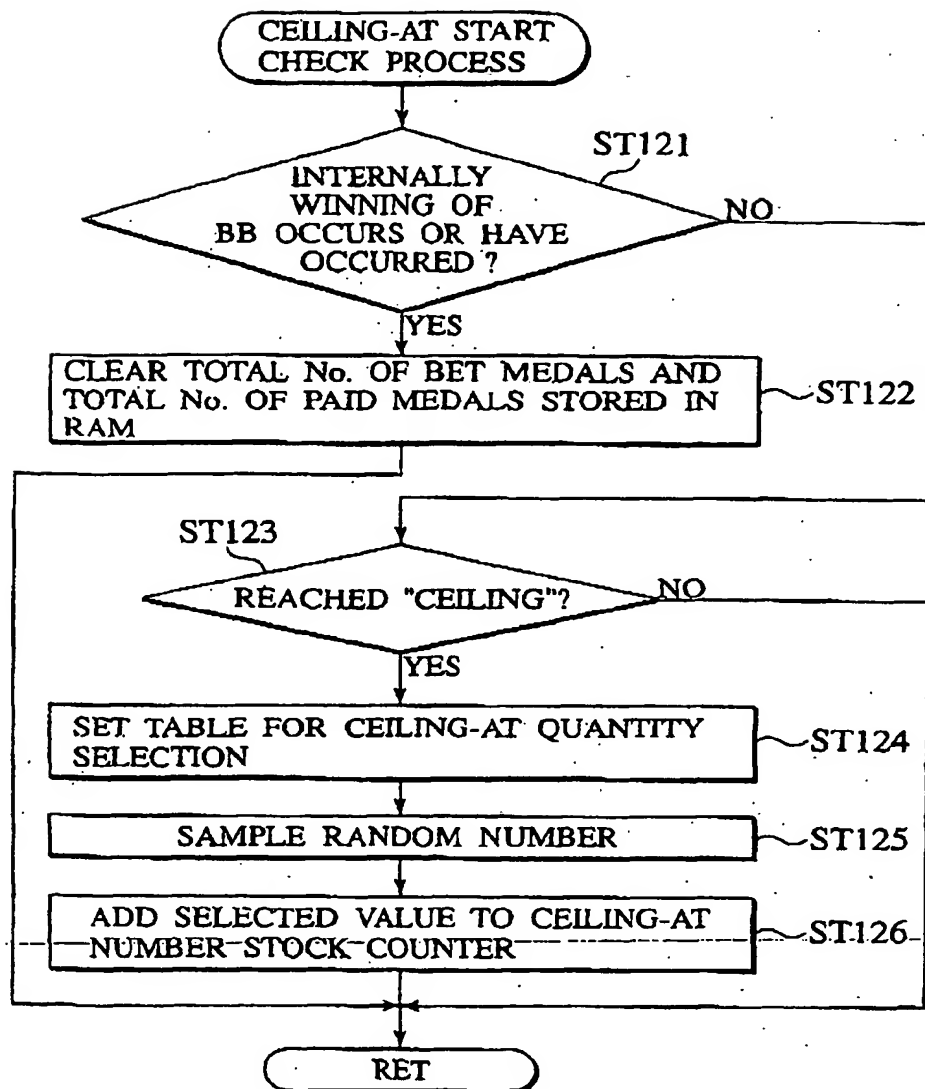 CEILING-AT START
CHECK PROCESS
ST121
INTERNALLY
WINNING OF
BB OCCURS OR HAVE
OCCURRED ?
NO
YES
CLEAR TOTAL No. OF BET MEDALS AND
TOTAL No. OF PAID MEDALS STORED IN
RAM
ST122
ST123
REACHED "CEILING"?
NO
YES
SET TABLE FOR CEILING-AT QUANTITY
SELECTION
ST124
SAMPLE RANDOM NUMBER
ST125
ADD SELECTED VALUE TO CEILING-AT
NUMBER STOCK COUNTER
ST126
RET